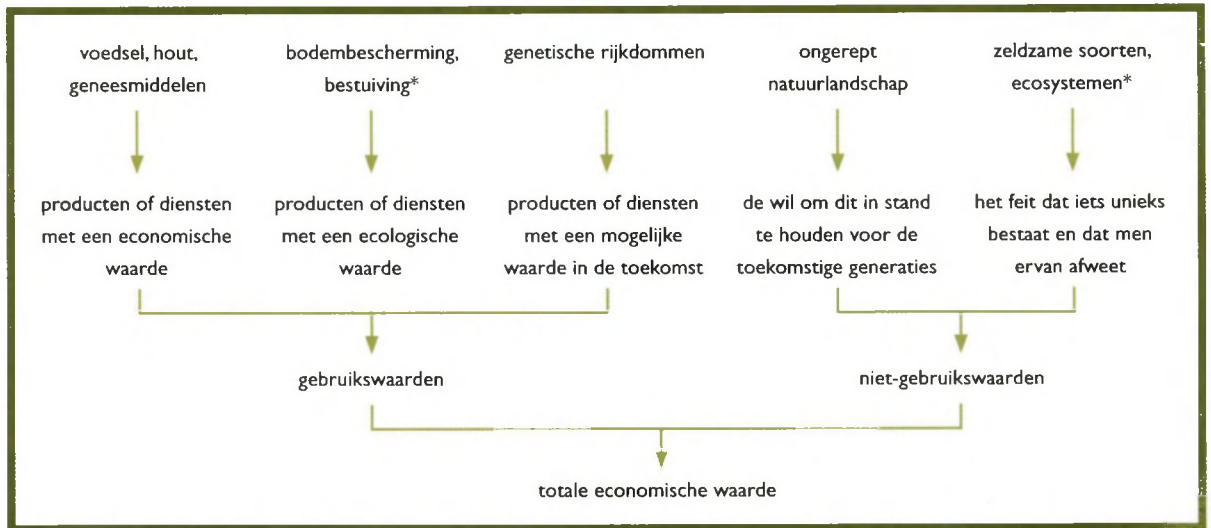 voedsel, hout,
geneesmiddelen
bodembescherming,
bestuiving*
genetische rijkdommen
ongerept
natuurlandschap
zeldzame soorten,
ecosystemen*
producten of diensten
met een economische
waarde
producten of diensten
met een ecologische
waarde
producten of diensten
met een mogelijke
waarde in de toekomst
de wil om dit in stand
te houden voor de
toekomstige generaties
het feit dat iets unieks
bestaat en dat men
ervan afweet
gebruikswaarden
niet-gebruikswaarden
totale economische waarde